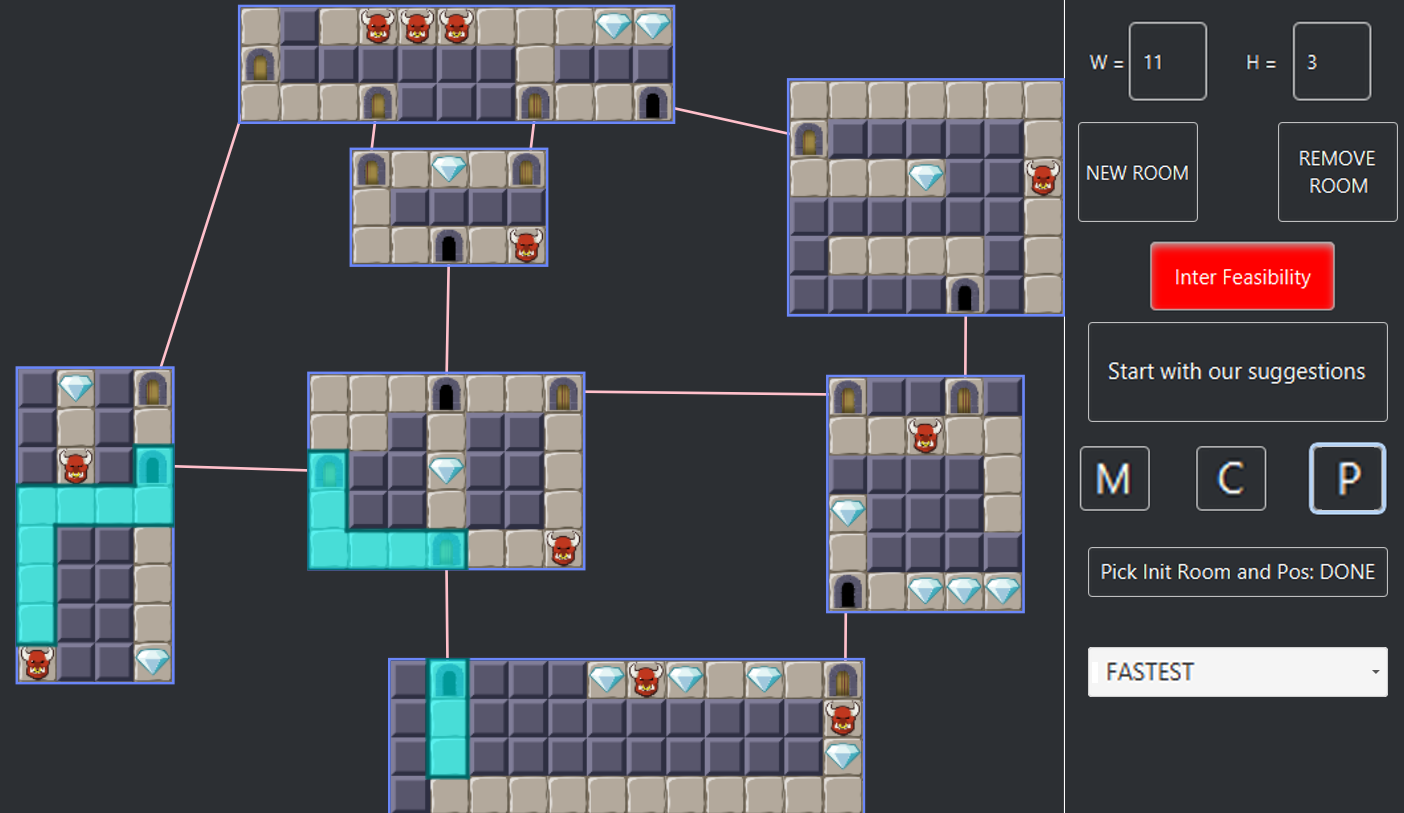 W = 11 H = 3
NEW ROOM
REMOVE
ROOM
Inter Feasibility
Start with our suggestions
M C P
Pick Init Room and Pos: DONE
FASTEST